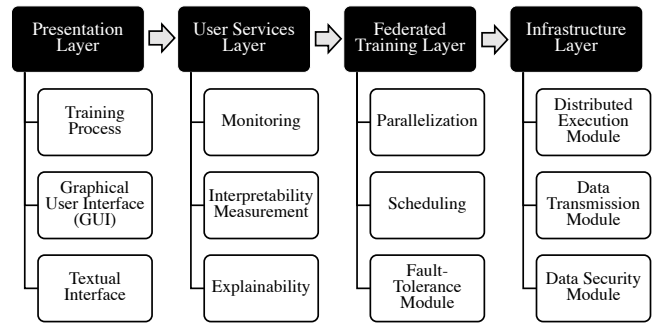 Presentation
Layer
Training
Process
Graphical
User Interface
(GUI)
Textual
Interface
User Services
Layer
Monitoring
Interpretability
Measurement
Explainability
Federated
Training Layer
Parallelization
Scheduling
Fault-
Tolerance
Module
Infrastructure
Layer
Distributed
Execution
Module
Data
Transmission
Module
Data Security
Module